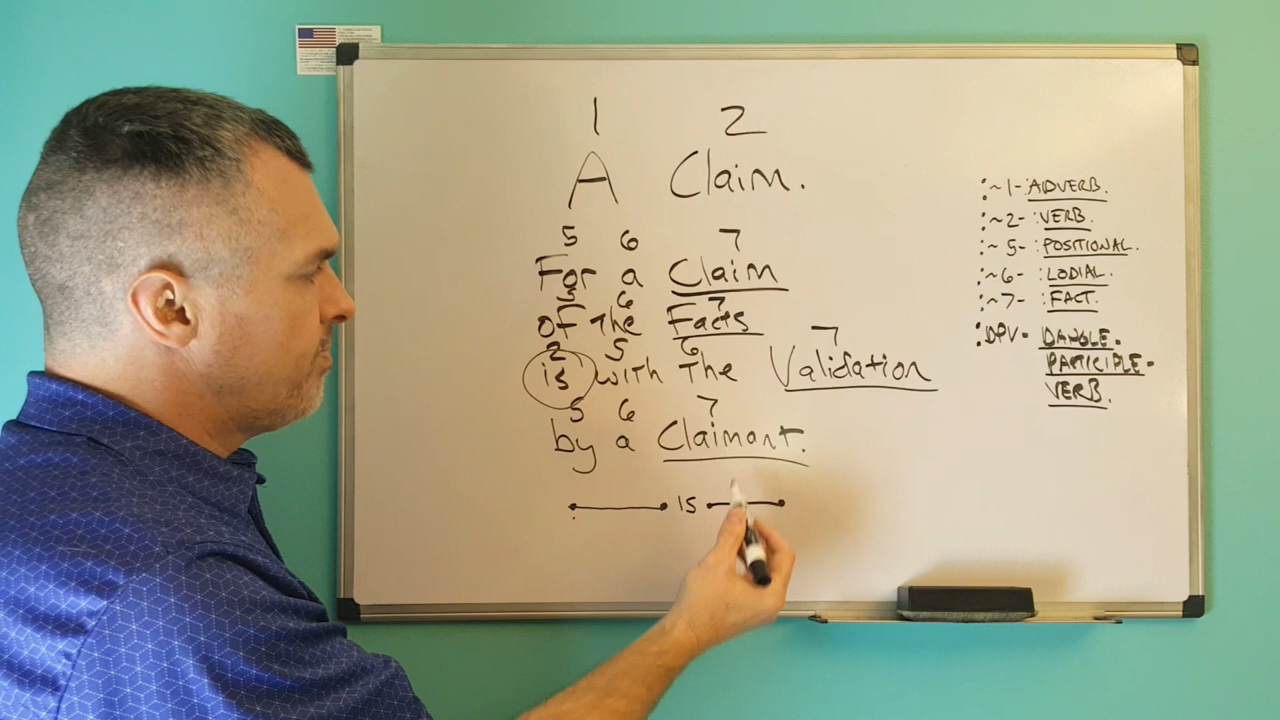 1 2
A Claim.
5 6 7
For a Claim
5 6 7
of the Facts
2 5 6 7
is with the Validation
5 6 7
by a Claimant.
is
:~1-:ADVERB.
:~2- :VERB.
:~5- :POSITIONAL.
:~6- :LODIAL.
:~7- :FACT.
:DPV- DANGLE-
PARTICIPLE-
VERB.